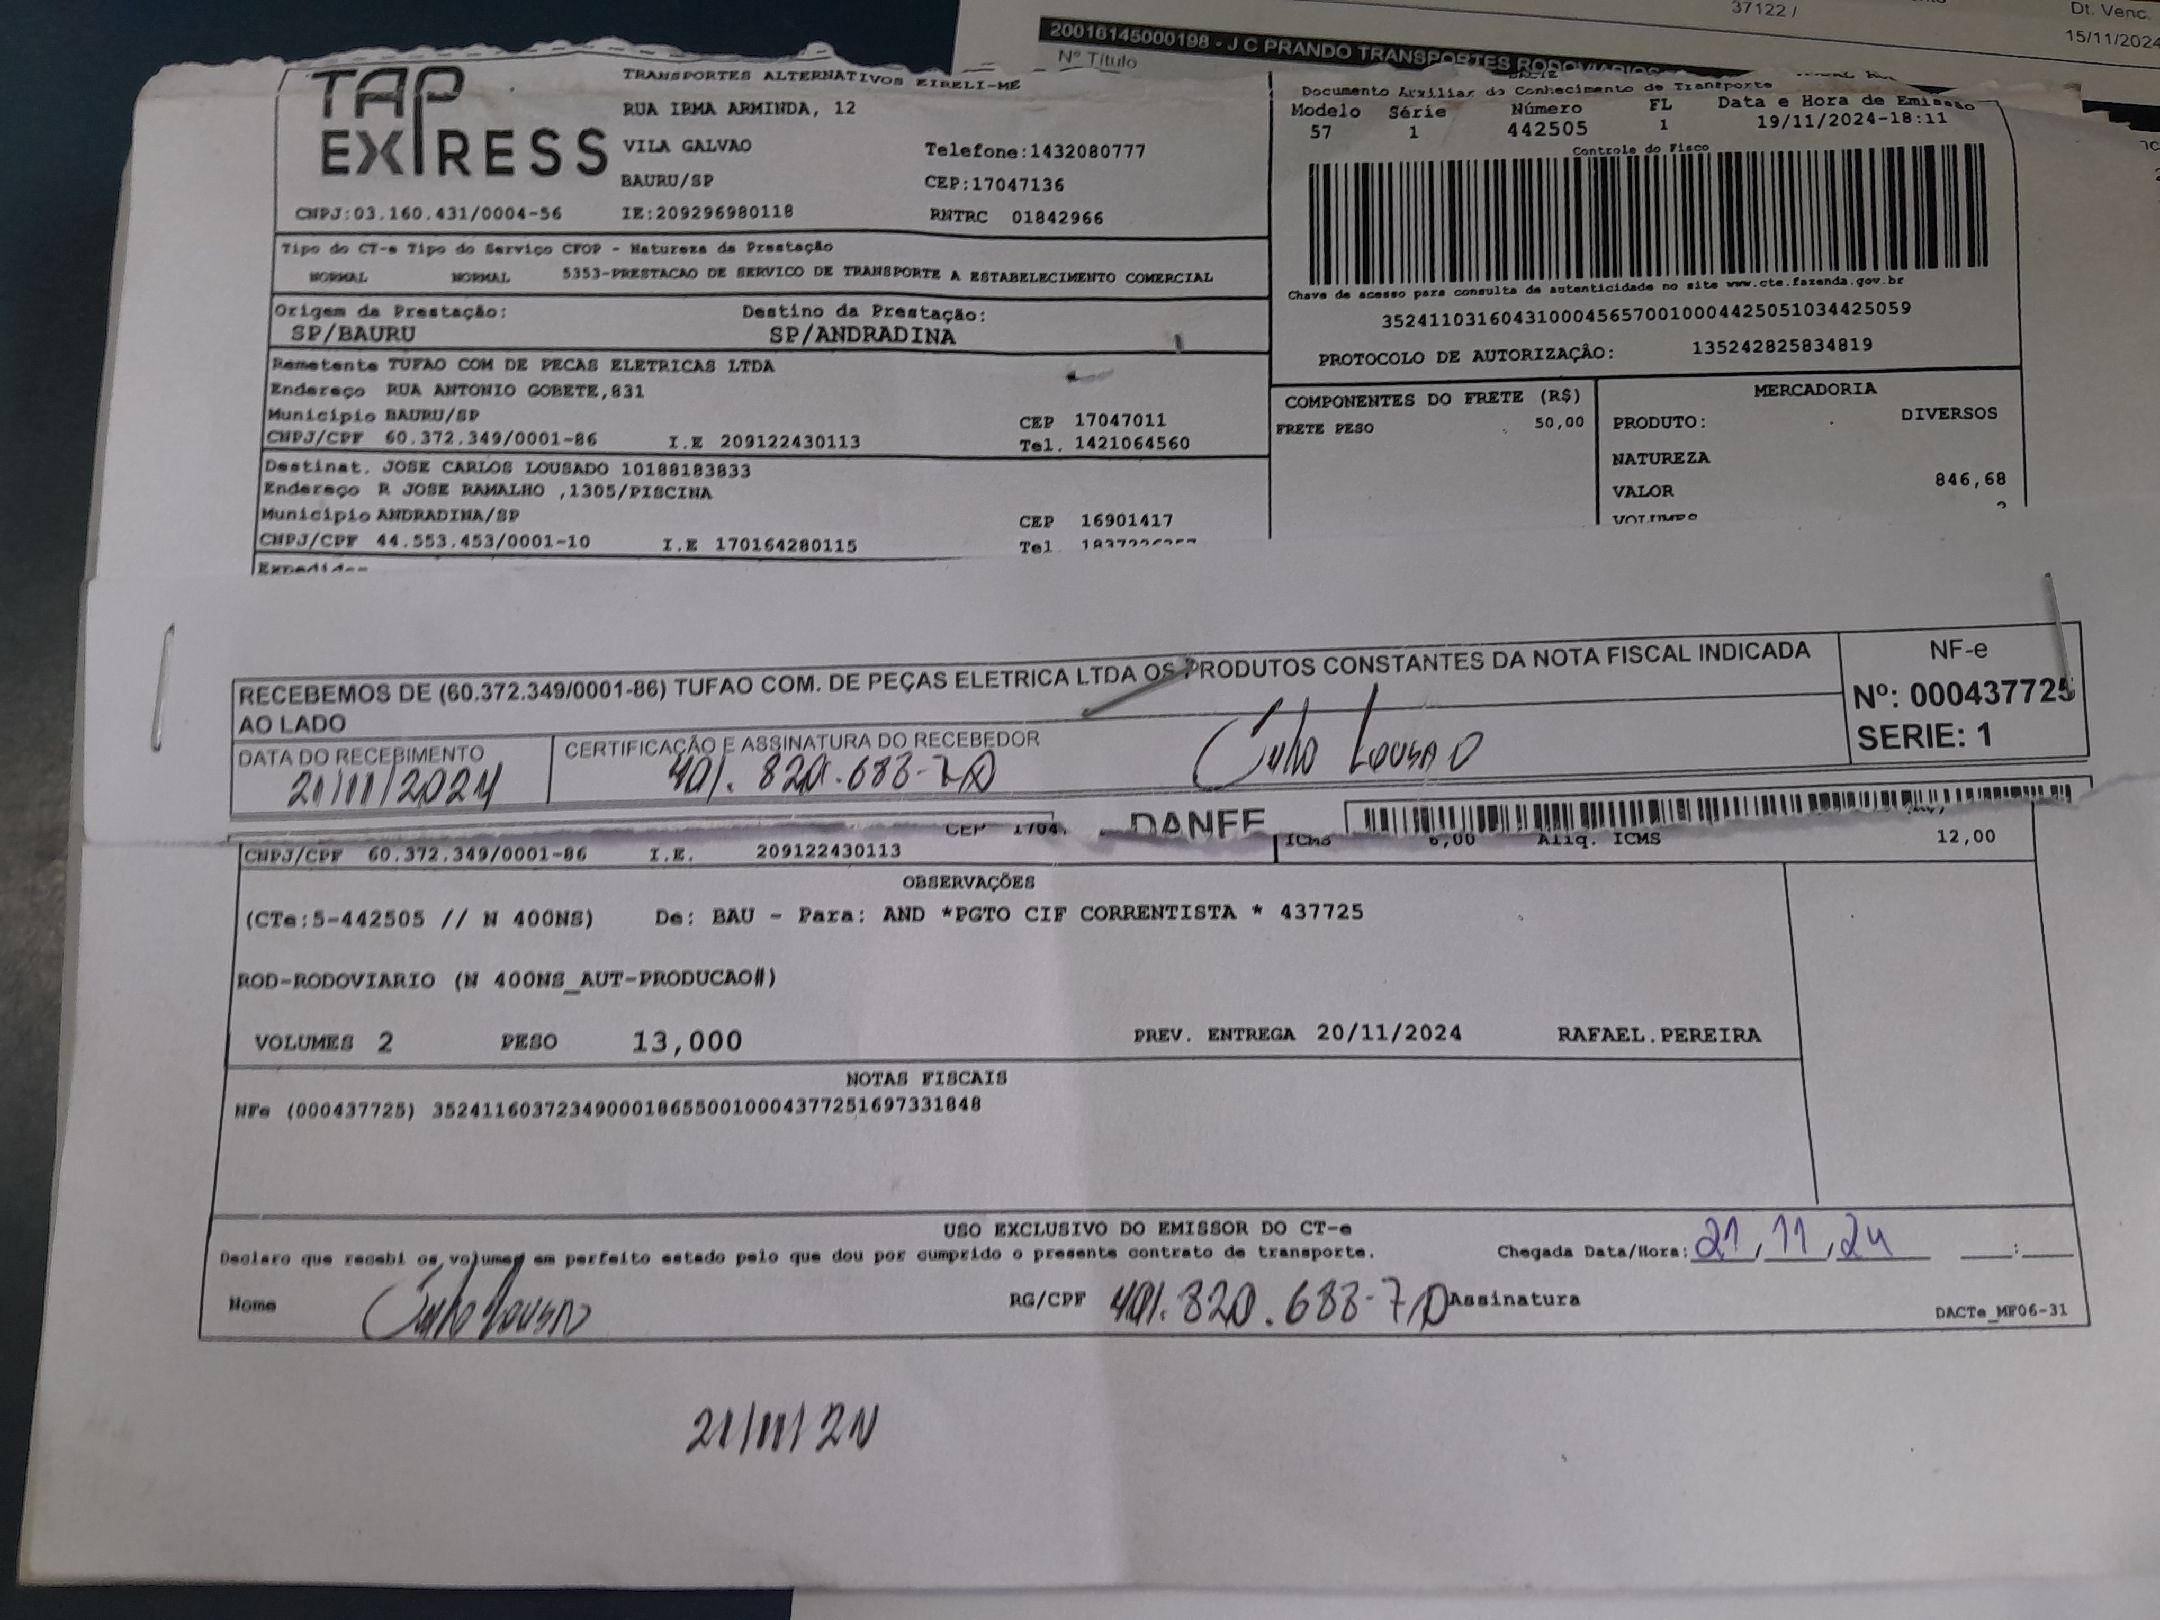 37122 /
Dt. Venc.
15/11/2024
20016145000198 - J C PRANDO TRANSPORTES RODOVIARIOS
Nº Título
TAP EXPRESS
TRANSPORTES ALTERNATIVOS EIRELI-ME
RUA IRMA ARMINDA, 12
VILA GALVAO Telefone:1432080777
BAURU/SP CEP:17047136
CNPJ:03.160.431/0004-56 IE:209296980118 RNTRC 01842966
Documento Auxiliar do Conhecimento de Transporte
Modelo Série Número FL Data e Hora de Emissão
57 1 442505 1 19/11/2024-18:11
Controle do Fisco
Chave de acesso para consulta de autenticidade no site www.cte.fazenda.gov.br
35241103160431000456570010004425051034425059
PROTOCOLO DE AUTORIZAÇÃO: 135242825834819
Tipo do CT-e Tipo do Serviço CFOP - Natureza da Prestação
NORMAL NORMAL 5353-PRESTACAO DE SERVICO DE TRANSPORTE A ESTABELECIMENTO COMERCIAL
Origem da Prestação: Destino da Prestação:
SP/BAURU SP/ANDRADINA
Remetente TUFAO COM DE PECAS ELETRICAS LTDA
Endereço RUA ANTONIO GOBETE,831
Município BAURU/SP CEP 17047011
CNPJ/CPF 60.372.349/0001-86 I.E 209122430113 Tel. 1421064560
Destinat. JOSE CARLOS LOUSADO 10188183833
Endereço R JOSE RAMALHO ,1305/PISCINA
Município ANDRADINA/SP CEP 16901417
CNPJ/CPF 44.553.453/0001-10 I.E 170164280115 Tel
COMPONENTES DO FRETE (R$)
FRETE PESO 50,00
MERCADORIA
PRODUTO: DIVERSOS
NATUREZA
VALOR 846,68
VOLUMES
RECEBEMOS DE (60.372.349/0001-86) TUFAO COM. DE PEÇAS ELETRICA LTDA OS PRODUTOS CONSTANTES DA NOTA FISCAL INDICADA
AO LADO
NF-e
Nº: 000437725
SERIE: 1
DATA DO RECEBIMENTO
21/11/2024
CERTIFICAÇÃO E ASSINATURA DO RECEBEDOR
401.820.688-70 Lousado
DANFE
CEP 1704
CNPJ/CPF 60.372.349/0001-86 I.E. 209122430113
ICMS 6,00 Aliq. ICMS 12,00
OBSERVAÇÕES
(CTe:5-442505 // N 400NS) De: BAU - Para: AND *PGTO CIF CORRENTISTA * 437725
ROD-RODOVIARIO (N 400NS_AUT-PRODUCAO#)
VOLUMES 2 PESO 13,000 PREV. ENTREGA 20/11/2024 RAFAEL.PEREIRA
NOTAS FISCAIS
NFe (000437725) 35241160372349000186550010004377251697331848
USO EXCLUSIVO DO EMISSOR DO CT-e
Declaro que recebi os volumes em perfeito estado pelo que dou por cumprido o presente contrato de transporte. Chegada Data/Hora: 21, 11, 24 __:__
Nome Lousado RG/CPF 401.820.688-70 Assinatura
DACTe_MF06-31
21/11/24